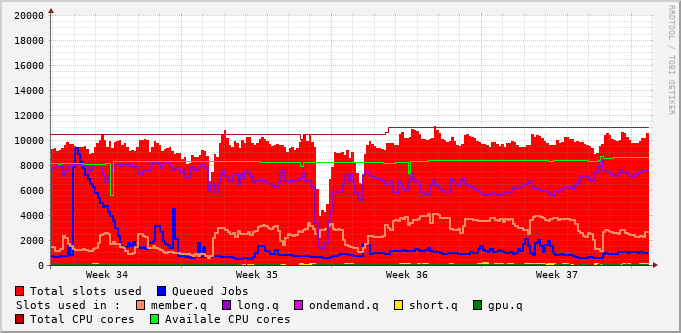 RRDTOOL / TOBI OETIKER
20000
18000
16000
14000
12000
10000
8000
6000
4000
2000
0
Week 34 Week 35 Week 36 Week 37
Total slots used Queued Jobs
Slots used in : member.q long.q ondemand.q short.q gpu.q
Total CPU cores Availale CPU cores